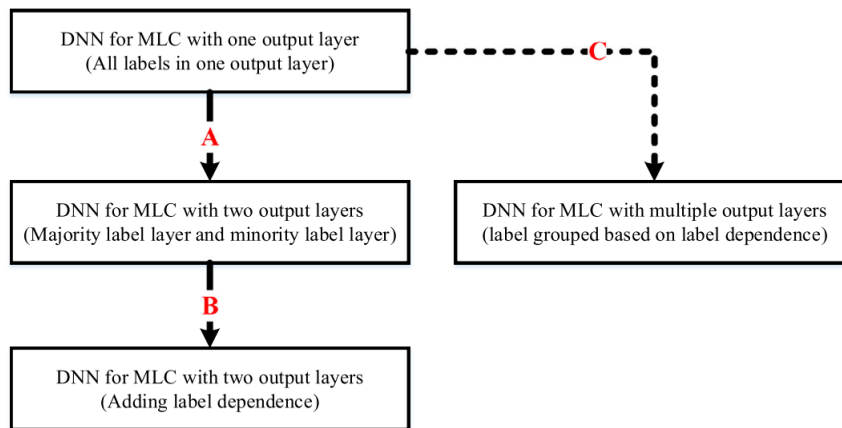 DNN for MLC with one output layer
(All labels in one output layer)
C
A
DNN for MLC with two output layers
(Majority label layer and minority label layer)
DNN for MLC with multiple output layers
(label grouped based on label dependence)
B
DNN for MLC with two output layers
(Adding label dependence)